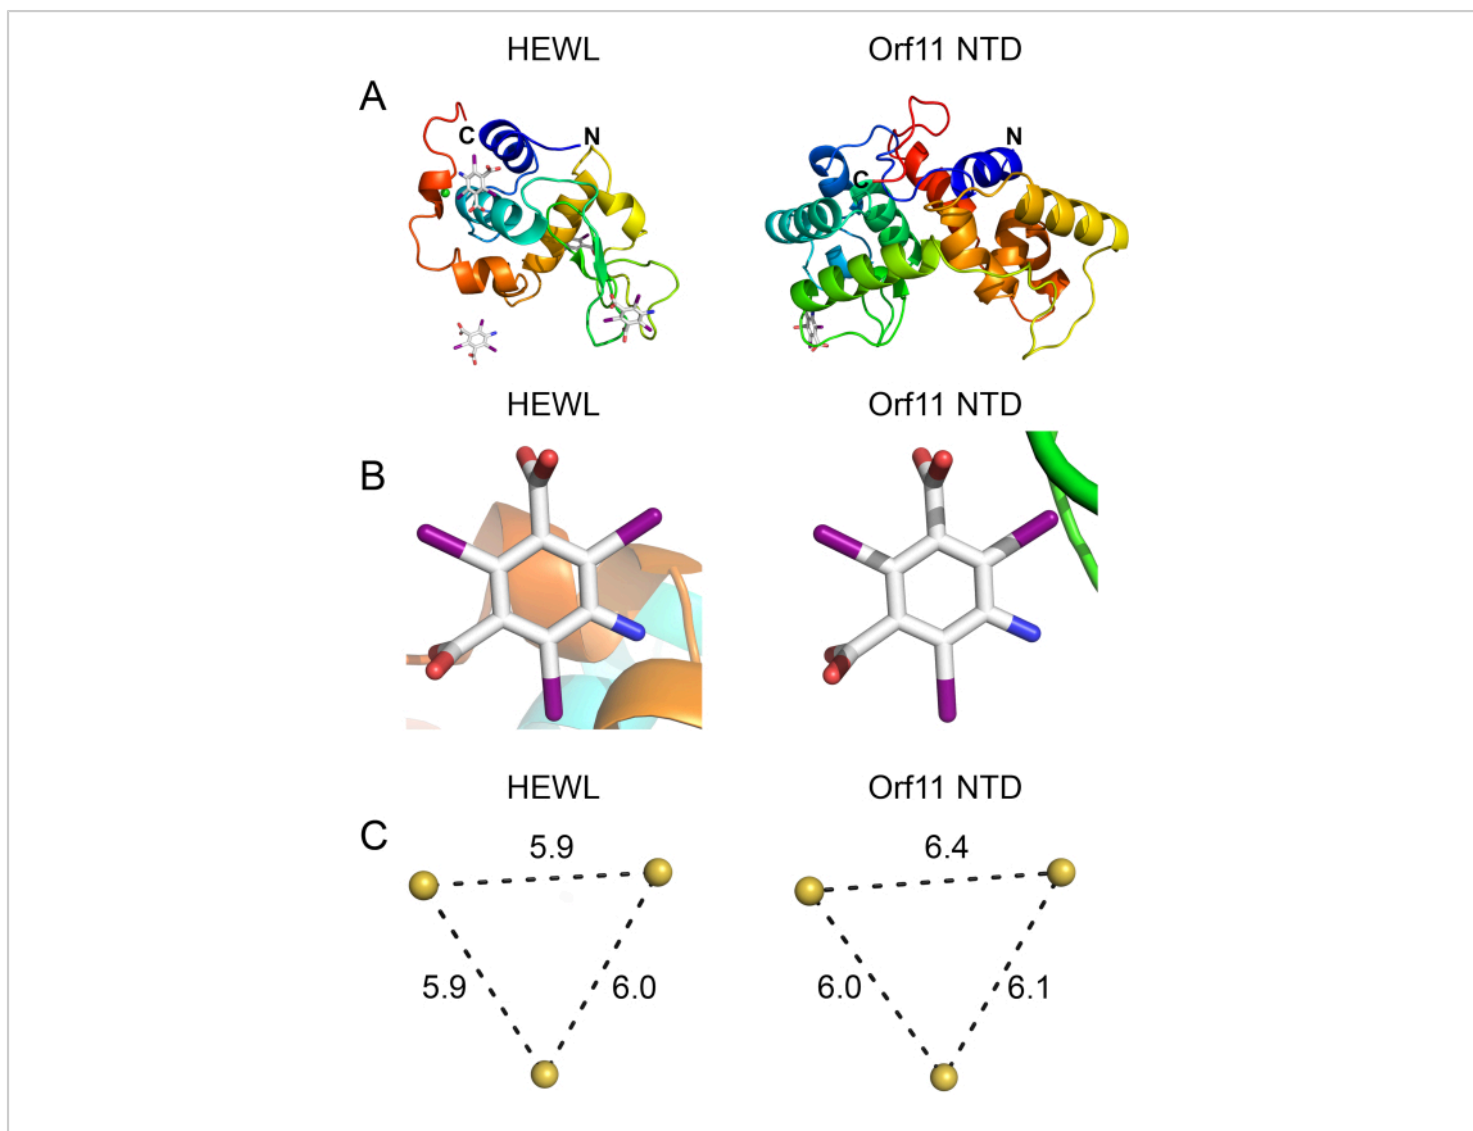 HEWL Orf11 NTD
A
C N N
C
HEWL Orf11 NTD
B
HEWL Orf11 NTD
C
5.9 6.4
5.9 6.0 6.0 6.1